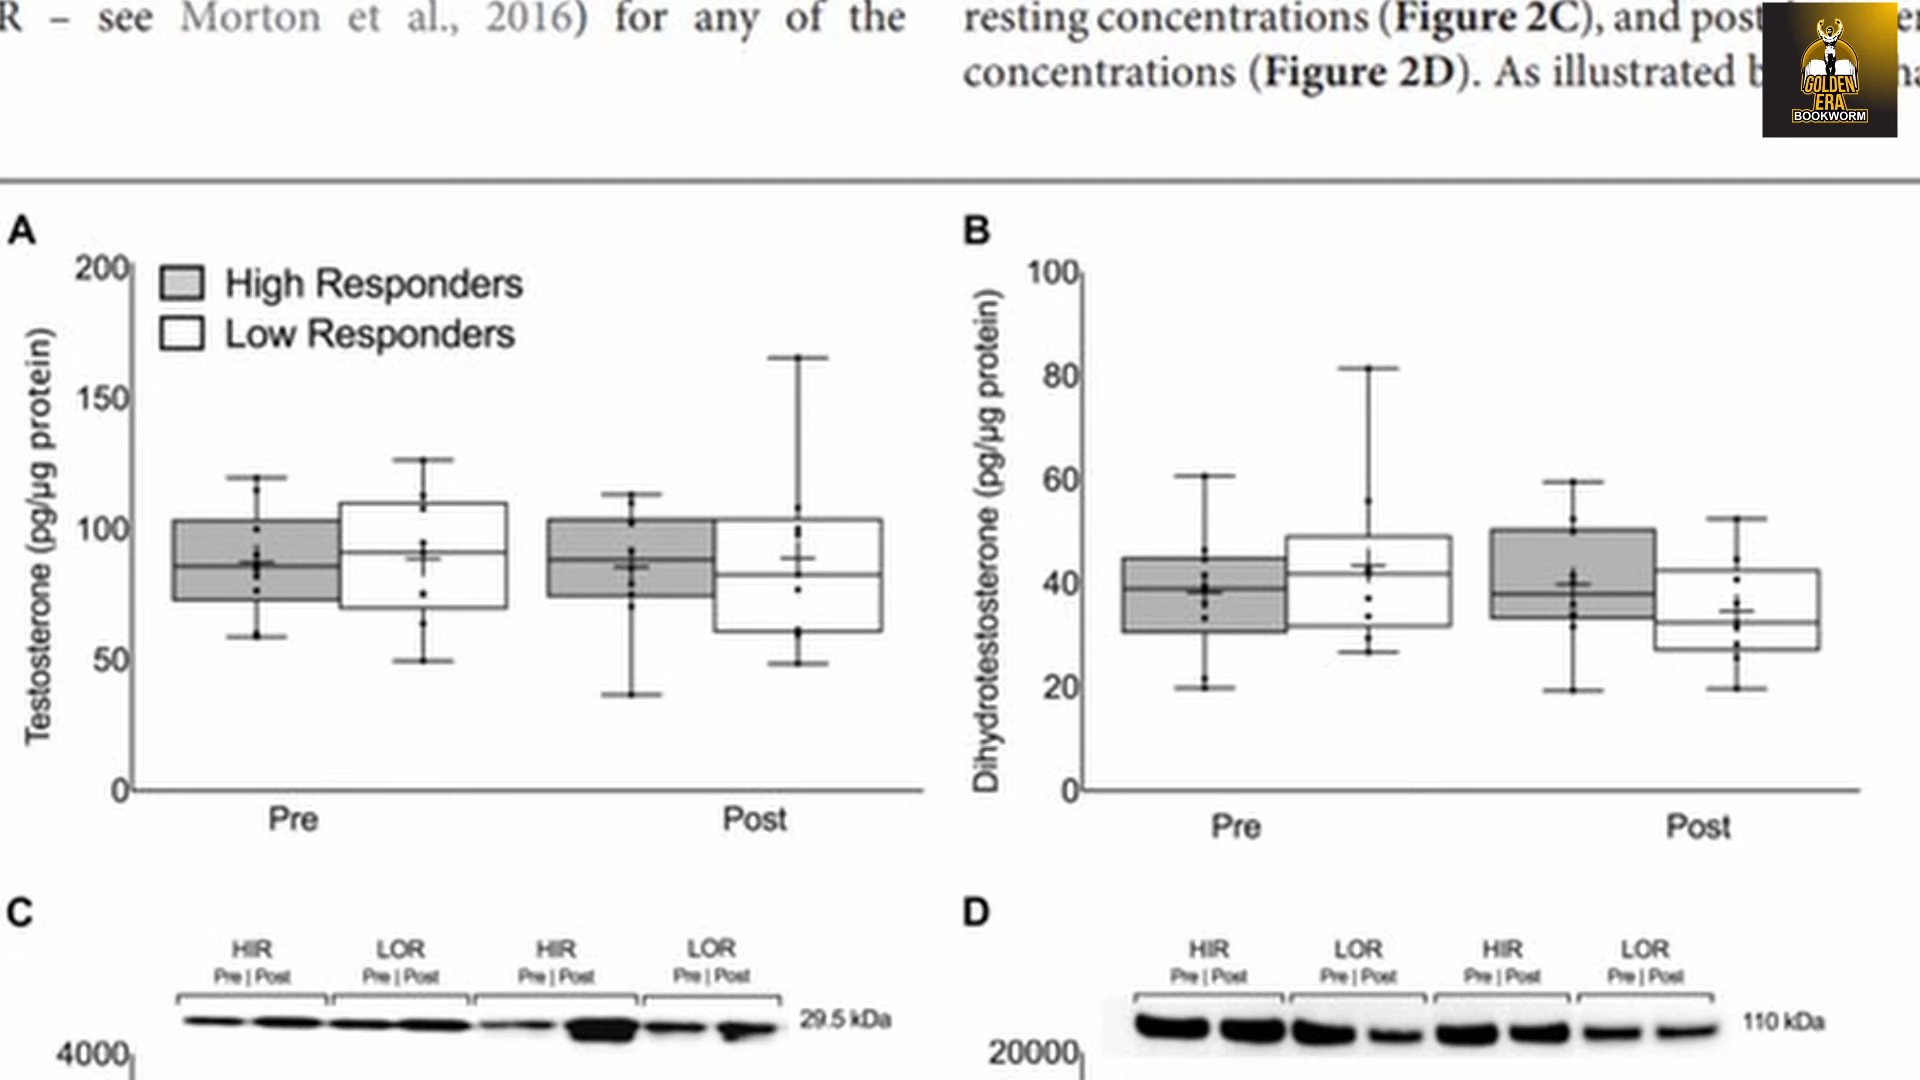 R – see Morton et al., 2016) for any of the
resting concentrations (Figure 2C), and post
concentrations (Figure 2D). As illustrated
GOLDEN
ERA
BOOKWORM
A
200
150
100
50
0
Testosterone (pg/µg protein)
High Responders
Low Responders
Pre
Post
B
100
80
60
40
20
0
Dihydrotestosterone (pg/µg protein)
Pre
Post
C
HIR LOR HIR LOR
Pre | Post Pre | Post Pre | Post Pre | Post
29.5 kDa
4000
D
HIR LOR HIR LOR
Pre | Post Pre | Post Pre | Post Pre | Post
110 kDa
20000